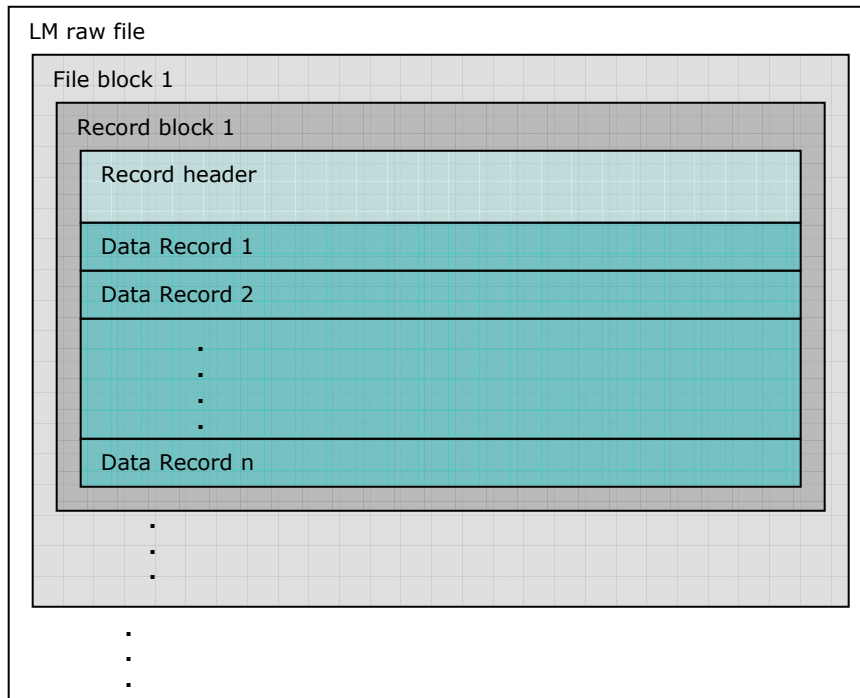 LM raw file
File block 1
Record block 1
Record header
Data Record 1
Data Record 2
.
.
.
.
Data Record n
.
.
.
.
.
.